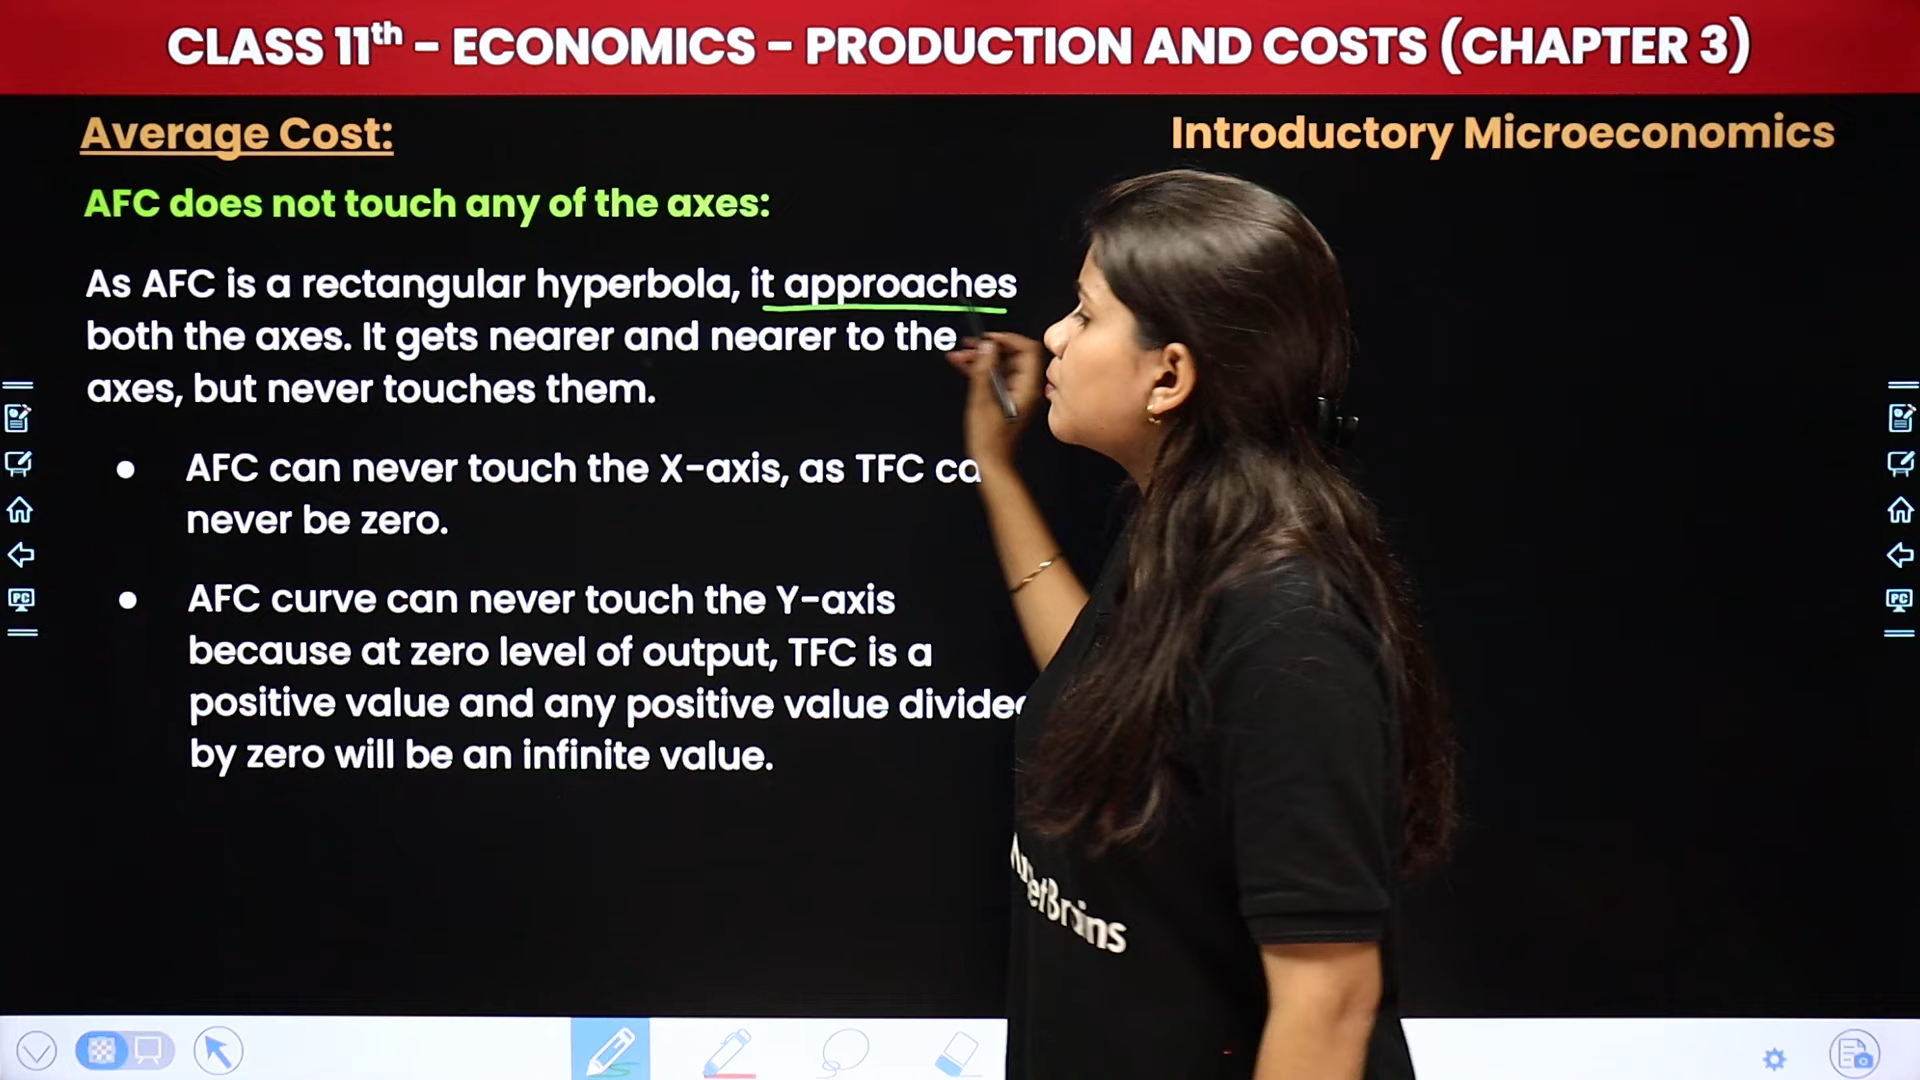 CLASS 11th - ECONOMICS - PRODUCTION AND COSTS (CHAPTER 3)
Average Cost:
Introductory Microeconomics
AFC does not touch any of the axes:
As AFC is a rectangular hyperbola, it approaches
both the axes. It gets nearer and nearer to the
axes, but never touches them.
● AFC can never touch the X-axis, as TFC
never be zero.
● AFC curve can never touch the Y-axis
because at zero level of output, TFC is a
positive value and any positive value
by zero will be an infinite value.
PC
PC